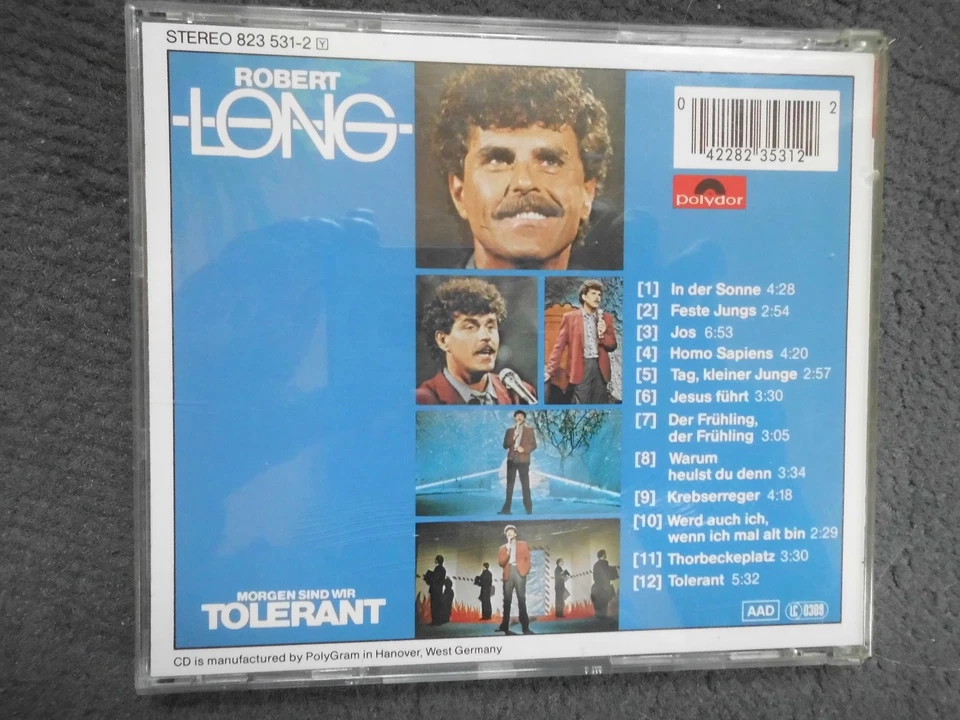 STEREO 823 531-2 Y
ROBERT
LONG
0 42282 35312 2
polydor
[1] In der Sonne 4:28
[2] Feste Jungs 2:54
[3] Jos 6:53
[4] Homo Sapiens 4:20
[5] Tag, kleiner Junge 2:57
[6] Jesus führt 3:30
[7] Der Frühling,
der Frühling 3:05
[8] Warum
heulst du denn 3:34
[9] Krebserreger 4:18
[10] Werd auch ich,
wenn ich mal alt bin 2:29
[11] Thorbeckeplatz 3:30
[12] Tolerant 5:32
MORGEN SIND WIR
TOLERANT
AAD LC 0309
CD is manufactured by PolyGram in Hanover, West Germany